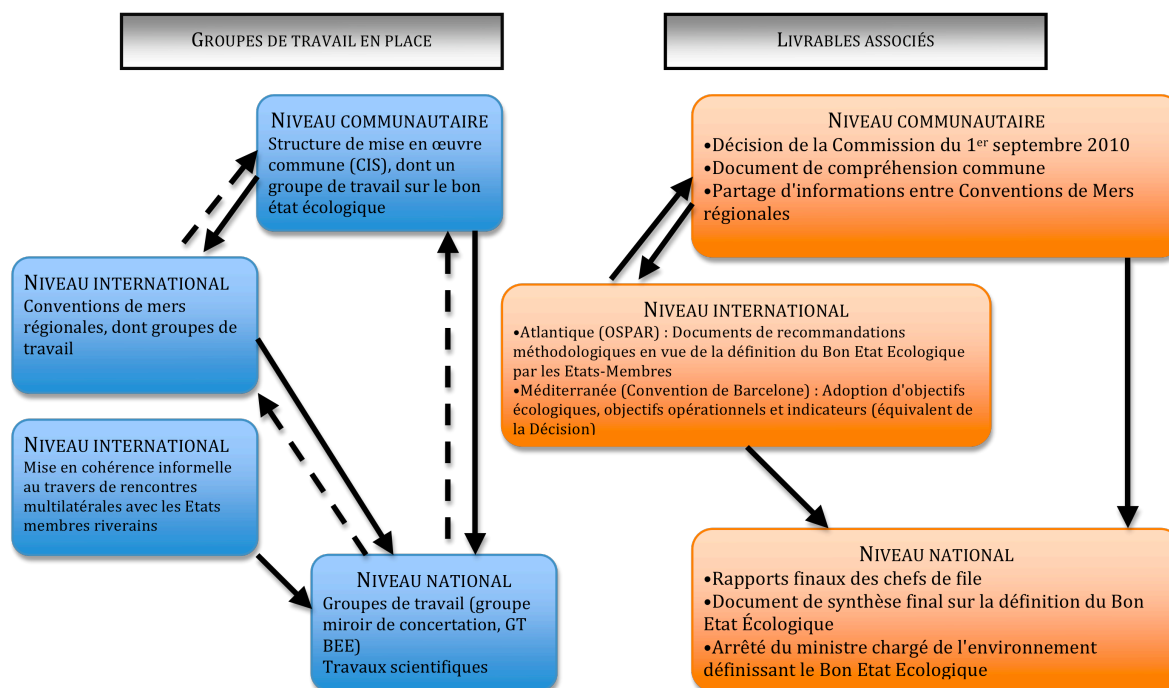 GROUPES DE TRAVAIL EN PLACE
NIVEAU COMMUNAUTAIRE
Structure de mise en œuvre
commune (CIS), dont un
groupe de travail sur le bon
état écologique
NIVEAU INTERNATIONAL
Conventions de mers
régionales, dont groupes de
travail
NIVEAU INTERNATIONAL
Mise en cohérence informelle
au travers de rencontres
multilatérales avec les Etats
membres riverains
NIVEAU NATIONAL
Groupes de travail (groupe
miroir de concertation, GT
BEE)
Travaux scientifiques
LIVRABLES ASSOCIÉS
NIVEAU COMMUNAUTAIRE
•Décision de la Commission du 1er septembre 2010
•Document de compréhension commune
•Partage d'informations entre Conventions de Mers
régionales
NIVEAU INTERNATIONAL
•Atlantique (OSPAR) : Documents de recommandations
méthodologiques en vue de la définition du Bon Etat Ecologique
par les Etats-Membres
•Méditerranée (Convention de Barcelone) : Adoption d'objectifs
écologiques, objectifs opérationnels et indicateurs (équivalent de
la Décision)
NIVEAU NATIONAL
•Rapports finaux des chefs de file
•Document de synthèse final sur la définition du Bon
Etat Écologique
•Arrêté du ministre chargé de l'environnement
définissant le Bon Etat Ecologique